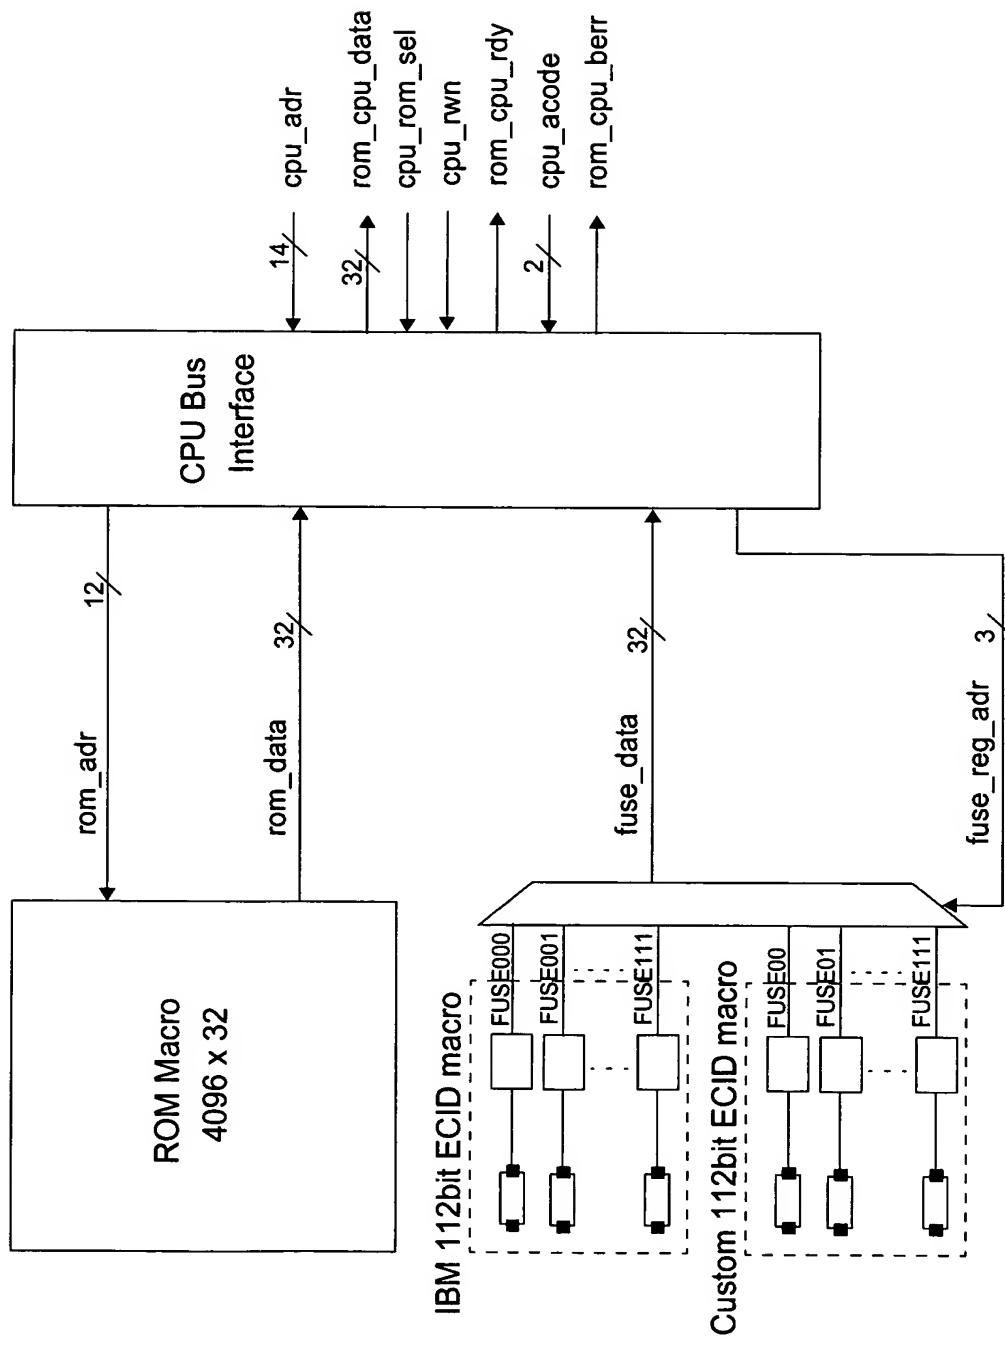 ROM Macro
4096 x 32
rom_adr
12
rom_data
32
CPU Bus
Interface
14
cpu_adr
32
rom_cpu_data
cpu_rom_sel
cpu_rwn
rom_cpu_rdy
2
cpu_acode
rom_cpu_berr
IBM 112bit ECID macro
FUSE000
FUSE001
FUSE111
fuse_data
32
Custom 112bit ECID macro
FUSE00
FUSE01
FUSE111
fuse_reg_adr
3